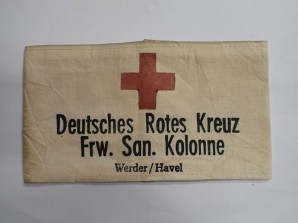 Deutsches Rotes Kreuz
Frw. San. Kolonne
Werder/Havel